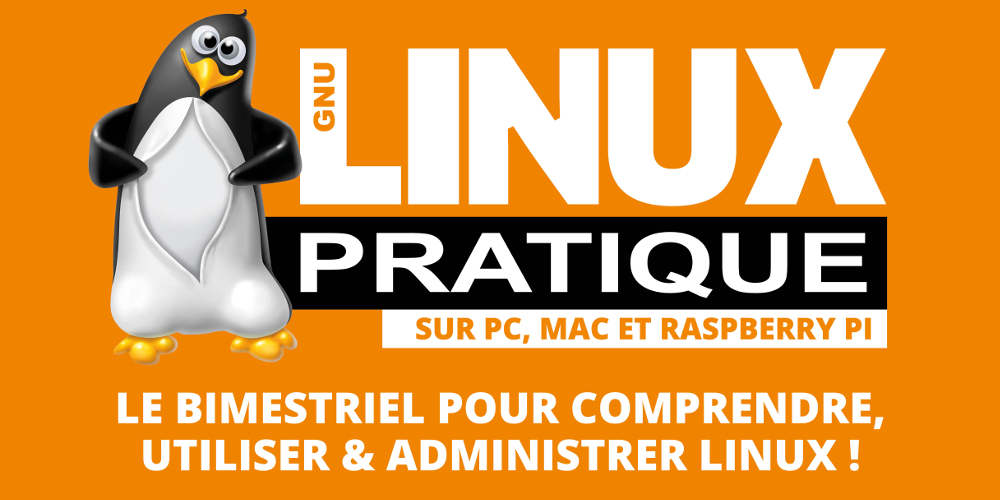 GNU
LINUX
PRATIQUE
SUR PC, MAC ET RASPBERRY PI
LE BIMESTRIEL POUR COMPRENDRE,
UTILISER & ADMINISTRER LINUX !